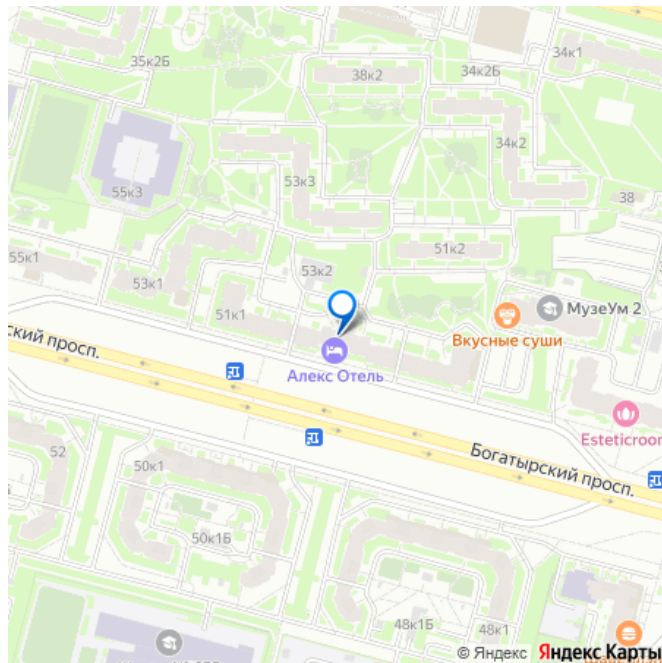 35к2Б
38к2
34к2Б
34к1
34к2
55к3
53к3
38
51к2
55к1
53к1
53к2
51к1
МузеУм 2
Вкусные суши
ский просп.
Алекс Отель
Esteticroom
Богатырский просп.
52
50к1
50к1Б
48к1Б
48к1
© Яндекс Яндекс Карты